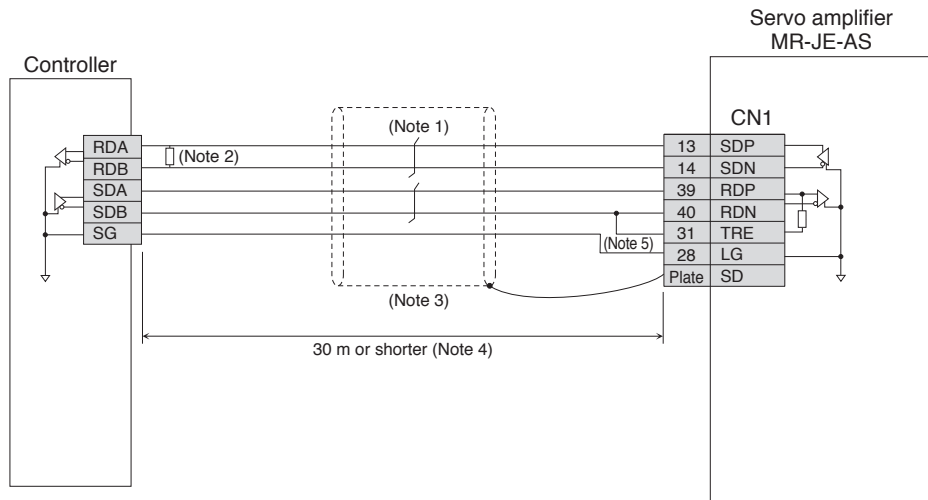 Servo amplifier
MR-JE-AS
Controller
CN1
(Note 1)
RDA
(Note 2)
13 SDP
RDB
14 SDN
SDA
39 RDP
SDB
40 RDN
SG
(Note 5)
31 TRE
28 LG
Plate SD
(Note 3)
30 m or shorter (Note 4)